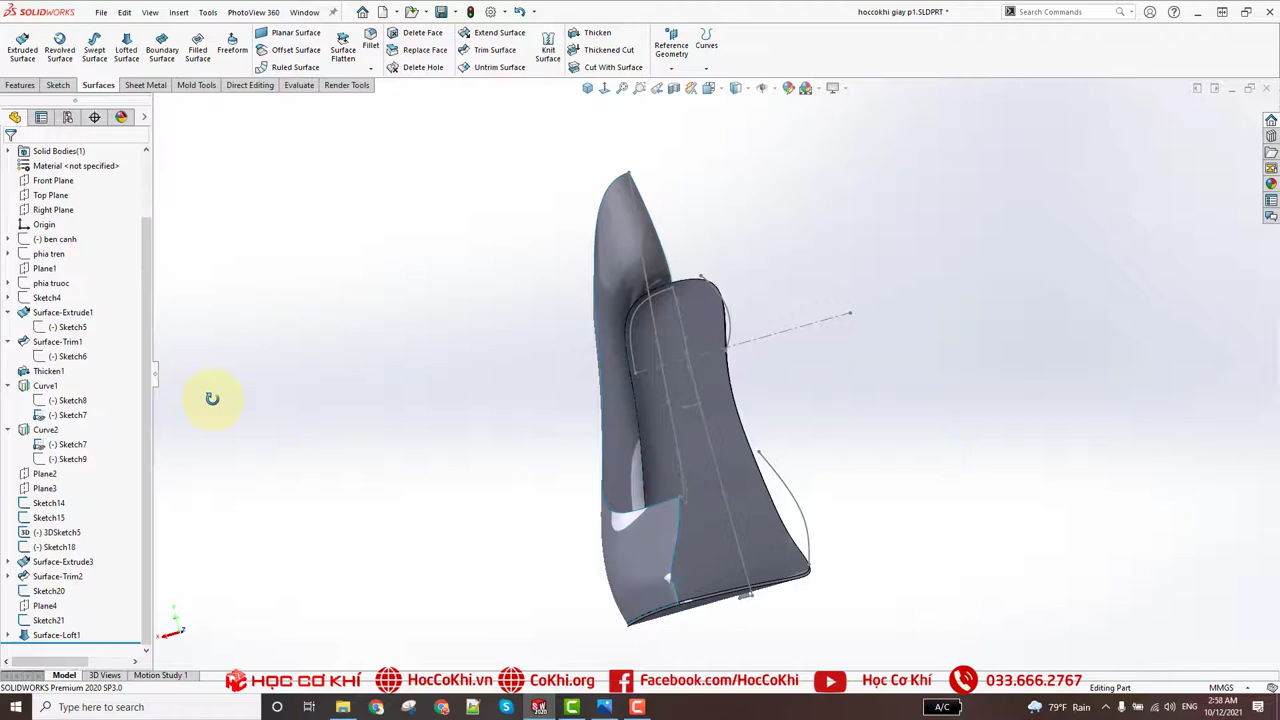 SOLIDWORKS File Edit View Insert Tools PhotoView 360 Window hoccokhi giay p1.SLDPRT * Search Commands
Extruded Surface Revolved Surface Swept Surface Lofted Surface Boundary Surface Filled Surface Freeform Planar Surface Offset Surface Ruled Surface Surface Flatten Fillet Delete Face Replace Face Delete Hole Extend Surface Trim Surface Untrim Surface Knit Surface Thicken Thickened Cut Cut With Surface Reference Geometry Curves
Features Sketch Surfaces Sheet Metal Mold Tools Direct Editing Evaluate Render Tools
Solid Bodies(1)
Material <not specified>
Front Plane
Top Plane
Right Plane
Origin
(-) ben canh
phia tren
Plane1
phia truoc
Sketch4
Surface-Extrude1
(-) Sketch5
Surface-Trim1
(-) Sketch6
Thicken1
Curve1
(-) Sketch8
(-) Sketch7
Curve2
(-) Sketch7
(-) Sketch9
Plane2
Plane3
Sketch14
Sketch15
(-) 3DSketch5
(-) Sketch18
Surface-Extrude3
Surface-Trim2
Sketch20
Plane4
Sketch21
Surface-Loft1
Model 3D Views Motion Study 1
HỌC CƠ KHÍ HocCoKhi.vn CoKhi.org Facebook.com/HocCoKhi Học Cơ Khí 033.666.2767
SOLIDWORKS Premium 2020 SP3.0 Editing Part MMGS
Type here to search A/C 79°F Rain 2:58 AM
10/12/2021